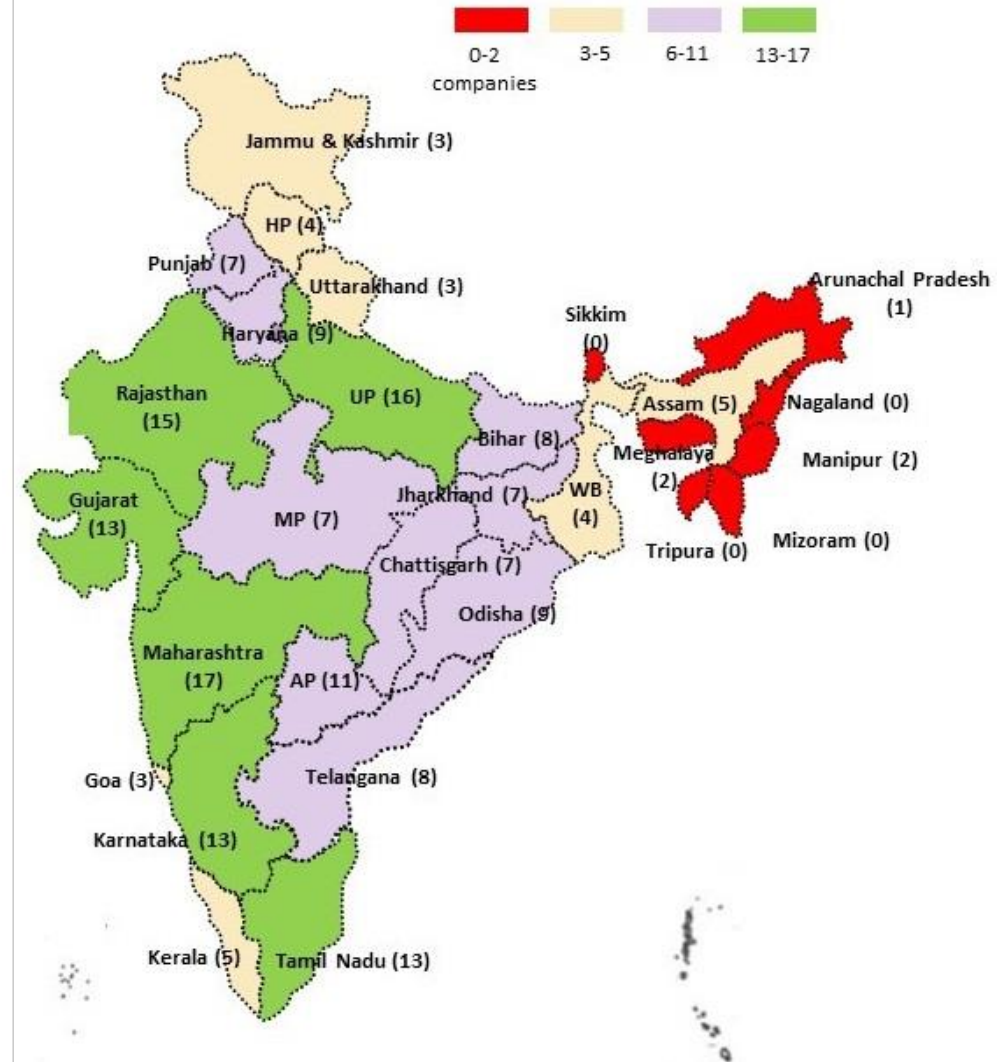 0-2
companies
3-5
6-11
13-17
Jammu & Kashmir (3)
HP (4)
Punjab (7)
Uttarakhand (3)
Arunachal Pradesh
(1)
Sikkim
(0)
Haryana (9)
Rajasthan
(15)
UP (16)
Bihar (8)
Assam (5)
Nagaland (0)
Meghalaya
(2)
Manipur (2)
Gujarat
(13)
MP (7)
Jharkhand (7)
WB
(4)
Tripura (0)
Mizoram (0)
Chattisgarh (7)
Odisha (9)
Maharashtra
(17)
AP (11)
Goa (3)
Telangana (8)
Karnataka (13)
Kerala (5)
Tamil Nadu (13)